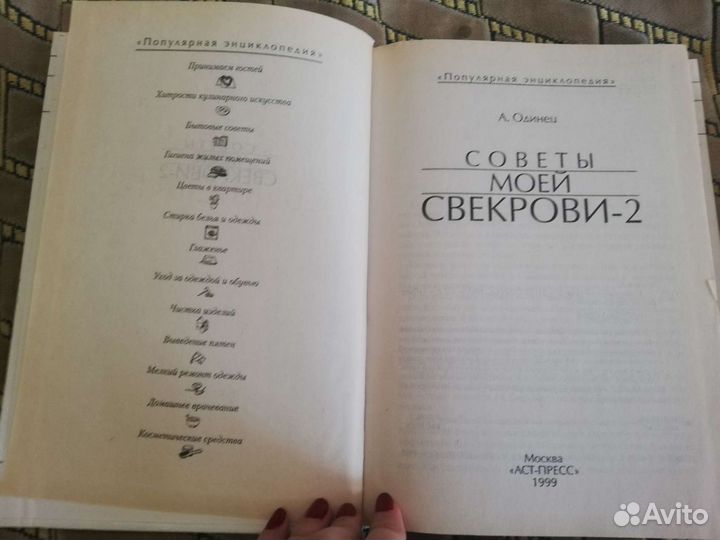 «Популярная энциклопедия»
Принимаем гостей
Хитрости кулинарного искусства
Бытовые советы
Гигиена жилых помещений
Цветы в квартире
Стирка белья и одежды
Глаженье
Уход за одеждой и обувью
Чистка изделий
Выведение пятен
Мелкий ремонт одежды
Домашнее врачевание
Косметические средства
«Популярная энциклопедия»
А. Одинец
СОВЕТЫ
МОЕЙ
СВЕКРОВИ-2
Москва
«АСТ-ПРЕСС»
1999
Avito